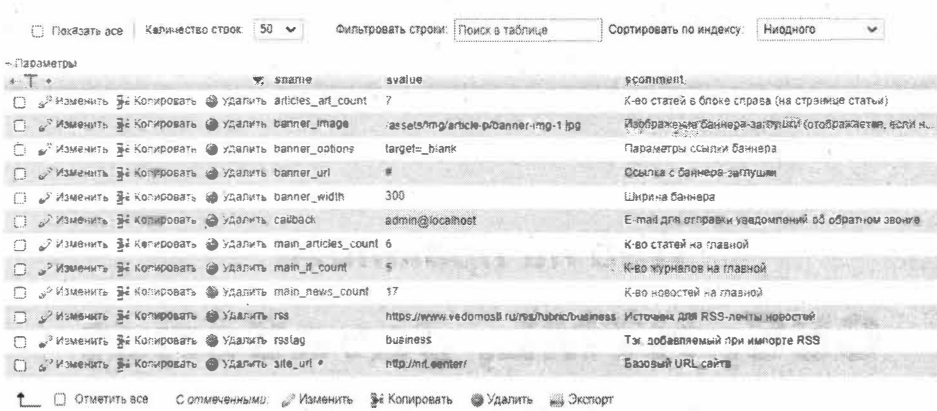 Показать все Количество строк: 50 Фильтровать строки: Поиск в таблице Сортировать по индексу: Ниодного
Параметры
sname svalue scomment
Изменить Копировать Удалить articles_art_count 7 К-во статей в блоке справа (на странице статьи)
Изменить Копировать Удалить banner_image /assets/img/article-p/banner-img-1.jpg Изображение баннера-заглушки (отображается, если н...
Изменить Копировать Удалить banner_options target=_blank Параметры ссылки баннера
Изменить Копировать Удалить banner_url # Ссылка с баннера-заглушки
Изменить Копировать Удалить banner_width 300 Ширина баннера
Изменить Копировать Удалить callback admin@localhost E-mail для отправки уведомлений об обратном звонке
Изменить Копировать Удалить main_articles_count 6 К-во статей на главной
Изменить Копировать Удалить К-во журналов на главной
Изменить Копировать Удалить main_news_count 17 К-во новостей на главной
Изменить Копировать Удалить rss https://www.vedomosti.ru/rss/rubric/business Источник для RSS-ленты новостей
Изменить Копировать Удалить rsstag business Тэг, добавляемый при импорте RSS
Изменить Копировать Удалить site_url Базовый URL сайта
Отметить все С отмеченными: Изменить Копировать Удалить Экспорт